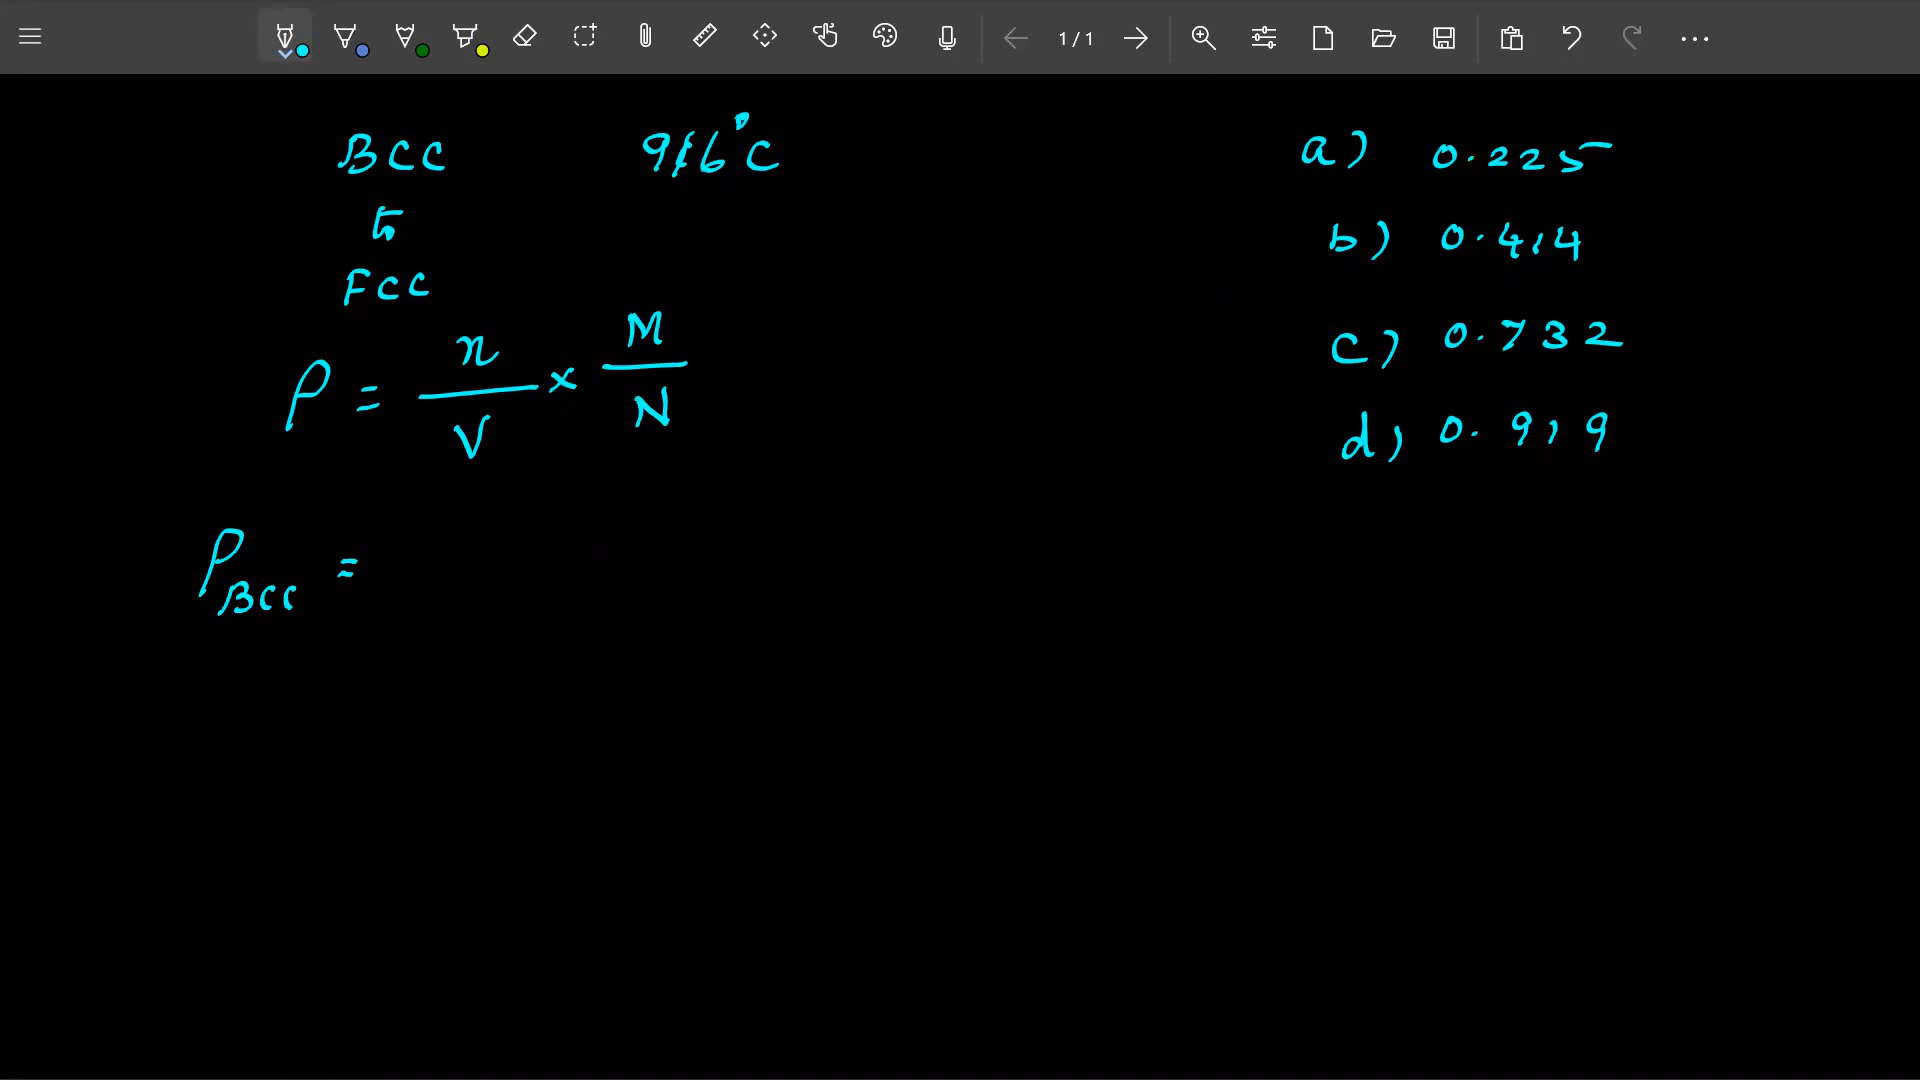 1 / 1
BCC 916°C
to
FCC
ρ = n/V × M/N
ρBCC =
a) 0.225
b) 0.414
c) 0.732
d) 0.919